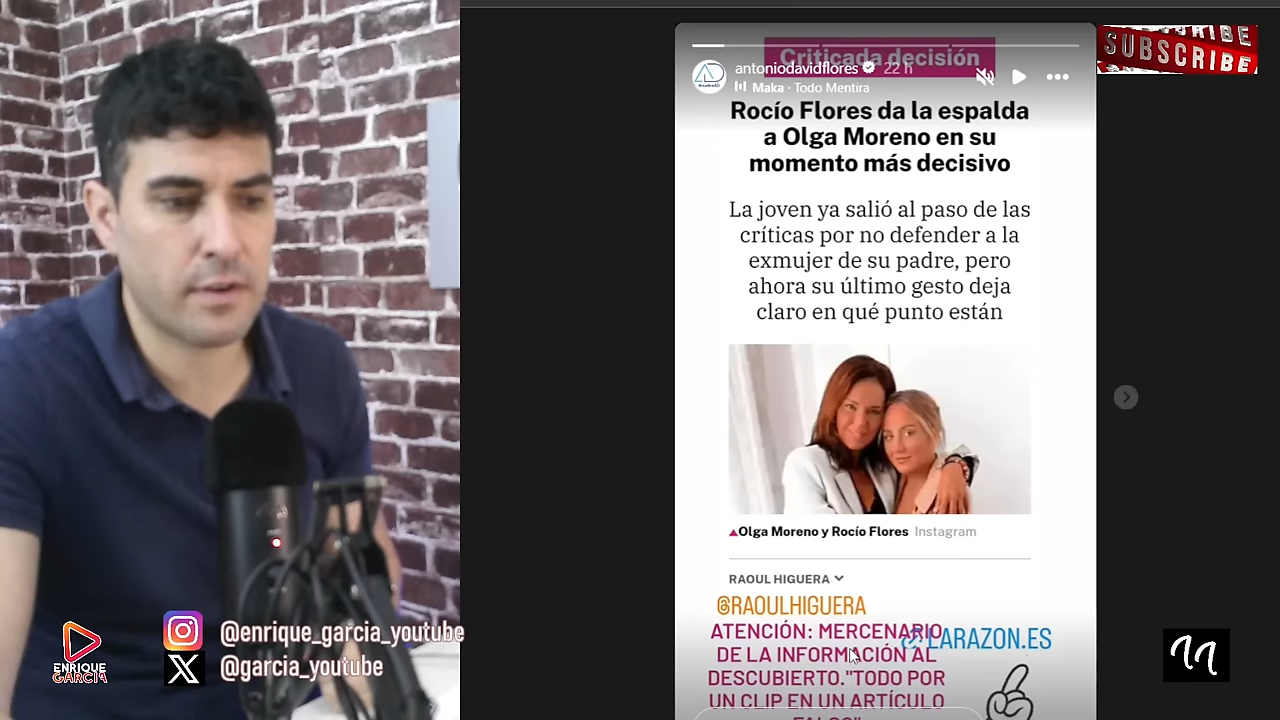 Criticada decisión
antoniodavidflores 22 h
Maka · Todo Mentira
Rocío Flores da la espalda
a Olga Moreno en su
momento más decisivo
La joven ya salió al paso de las
críticas por no defender a la
exmujer de su padre, pero
ahora su último gesto deja
claro en qué punto están
Olga Moreno y Rocío Flores Instagram
RAOUL HIGUERA
@RAOULHIGUERA
ATENCIÓN: MERCENARIO
LARAZON.ES
DE LA INFORMACIÓN AL
DESCUBIERTO."TODO POR
UN CLIP EN UN ARTÍCULO
SUBSCRIBE
ENRIQUE
GARCIA
@enrique_garcia_youtube
@garcia_youtube